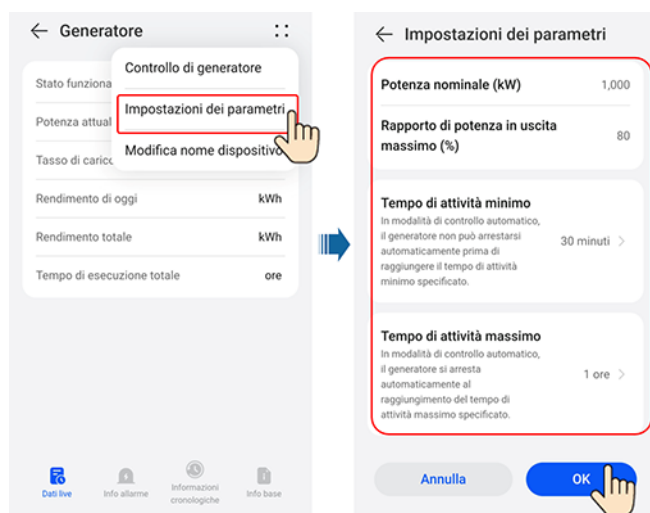 Generatore
Controllo di generatore
Stato funziona
Impostazioni dei parametri
Potenza attual
Modifica nome dispositivo
Tasso di carico
Rendimento di oggi kWh
Rendimento totale kWh
Tempo di esecuzione totale ore
Dati live
Info allarme
Informazioni
cronologiche
Info base
Impostazioni dei parametri
Potenza nominale (kW) 1,000
Rapporto di potenza in uscita
massimo (%) 80
Tempo di attività minimo
In modalità di controllo automatico,
il generatore non può arrestarsi
automaticamente prima di
raggiungere il tempo di attività
minimo specificato.
30 minuti
Tempo di attività massimo
In modalità di controllo automatico,
il generatore si arresta
automaticamente al
raggiungimento del tempo di
attività massimo specificato.
1 ore
Annulla
OK